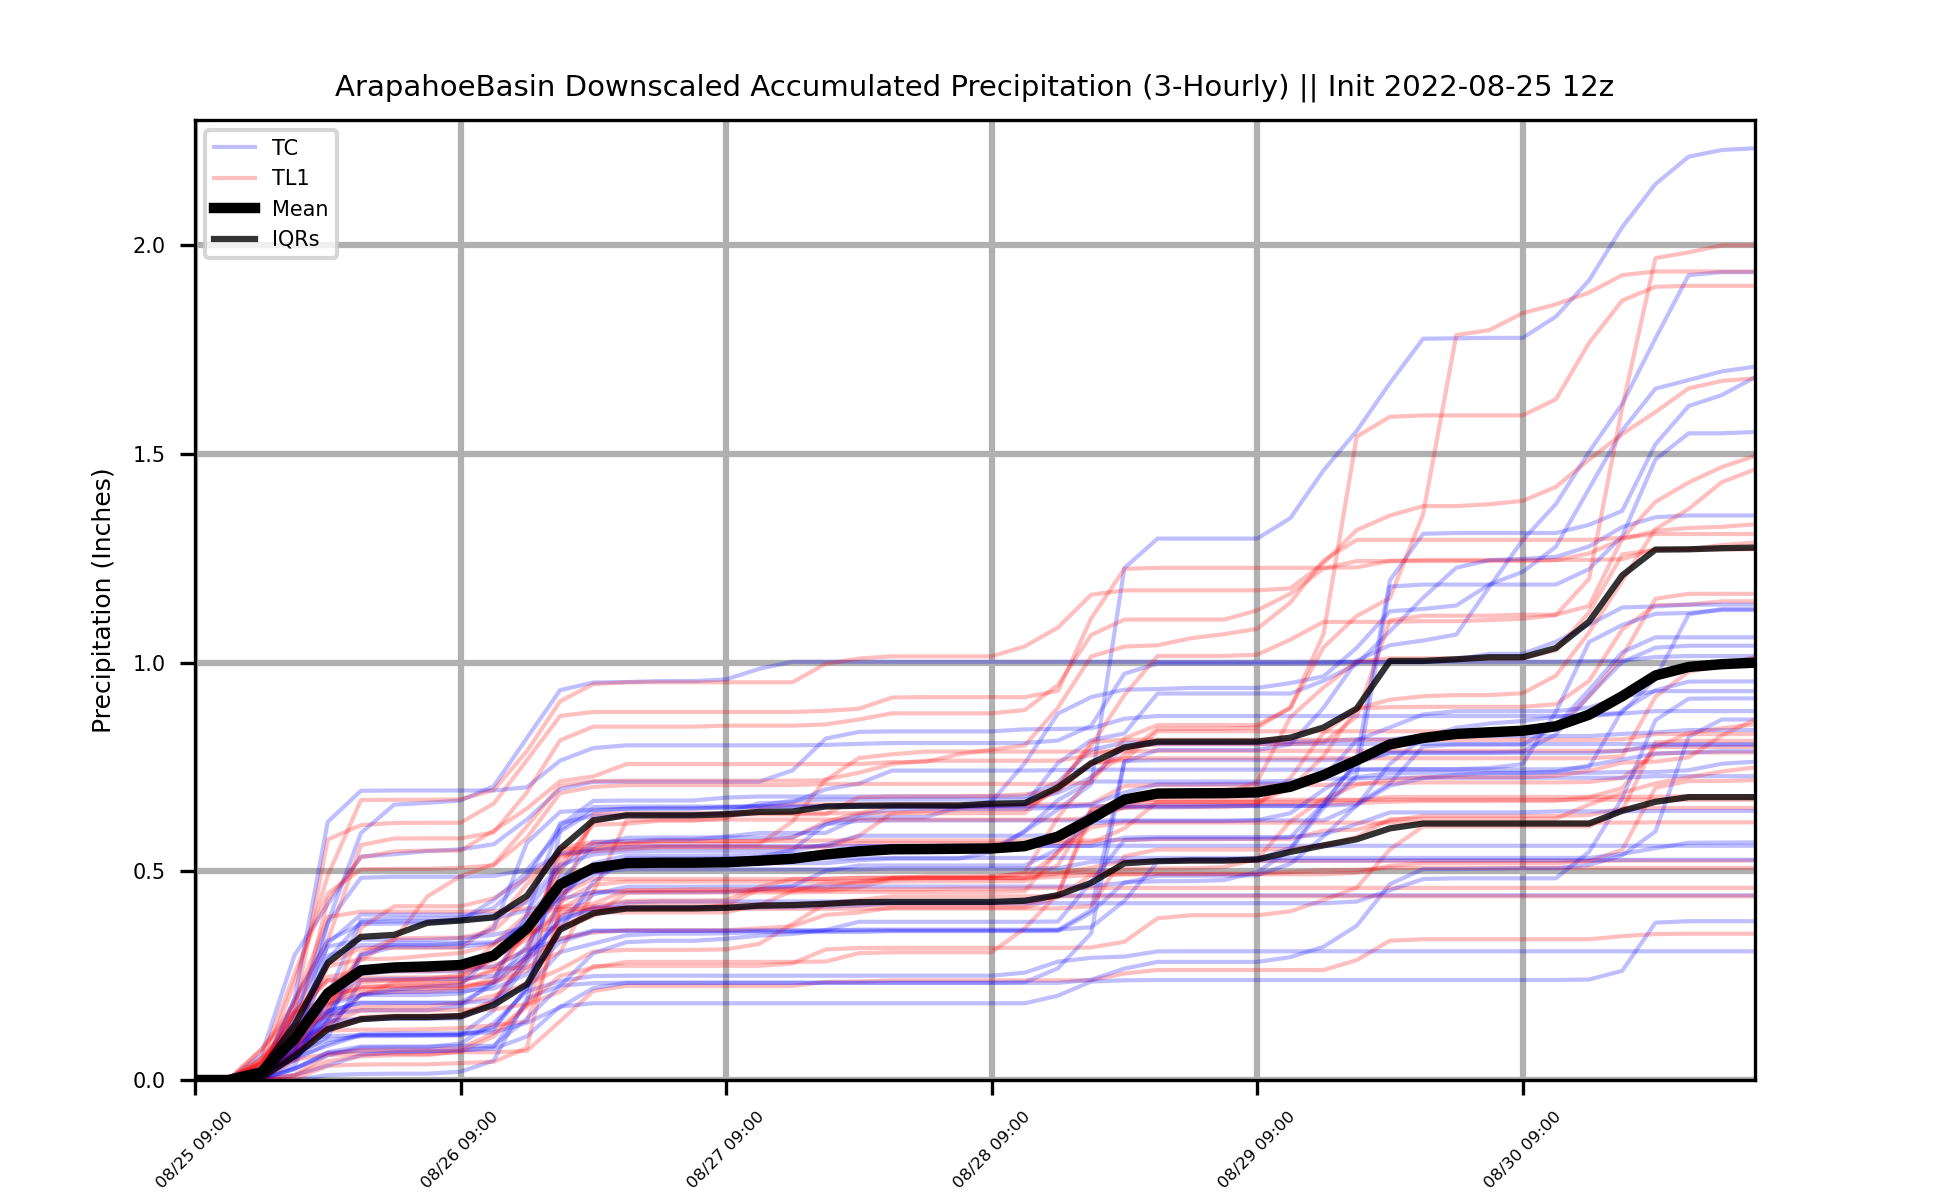 ArapahoeBasin Downscaled Accumulated Precipitation (3-Hourly) || Init 2022-08-25 12z
TC
TL1
Mean
IQRs
Precipitation (Inches)
2.0
1.5
1.0
0.5
0.0
08/25 09:00
08/26 09:00
08/27 09:00
08/28 09:00
08/29 09:00
08/30 09:00